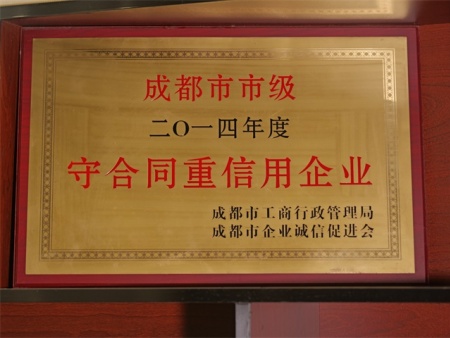 成都市市级
二O一四年度
守合同重信用企业
成都市工商行政管理局
成都市企业诚信促进会